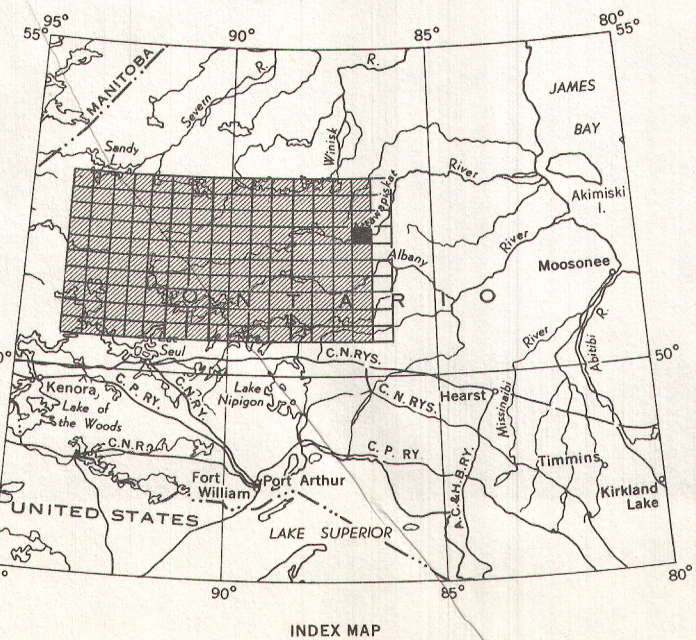 95°
55°
90°
85°
80°
55°
MANITOBA
R.
R.
Severn
JAMES
BAY
Sandy
L.
Winisk
River
Attawapiskat
Akimiski
I.
River
Albany
Moosonee
O N T A R I O
R.
River
Abitibi
Seul
C.N.RYS.
50°
0°
Kenora
C. P. RY.
C.N.RY.
Lake
Nipigon
C. N. RYS.
Hearst
Missinaibi
Lake of
the Woods
C.N.R.
C. P. RY.
Timmins
Fort
William
Port Arthur
A.C.&H.B.RY.
Kirkland
Lake
UNITED STATES
LAKE SUPERIOR
90°
85°
80°
INDEX MAP